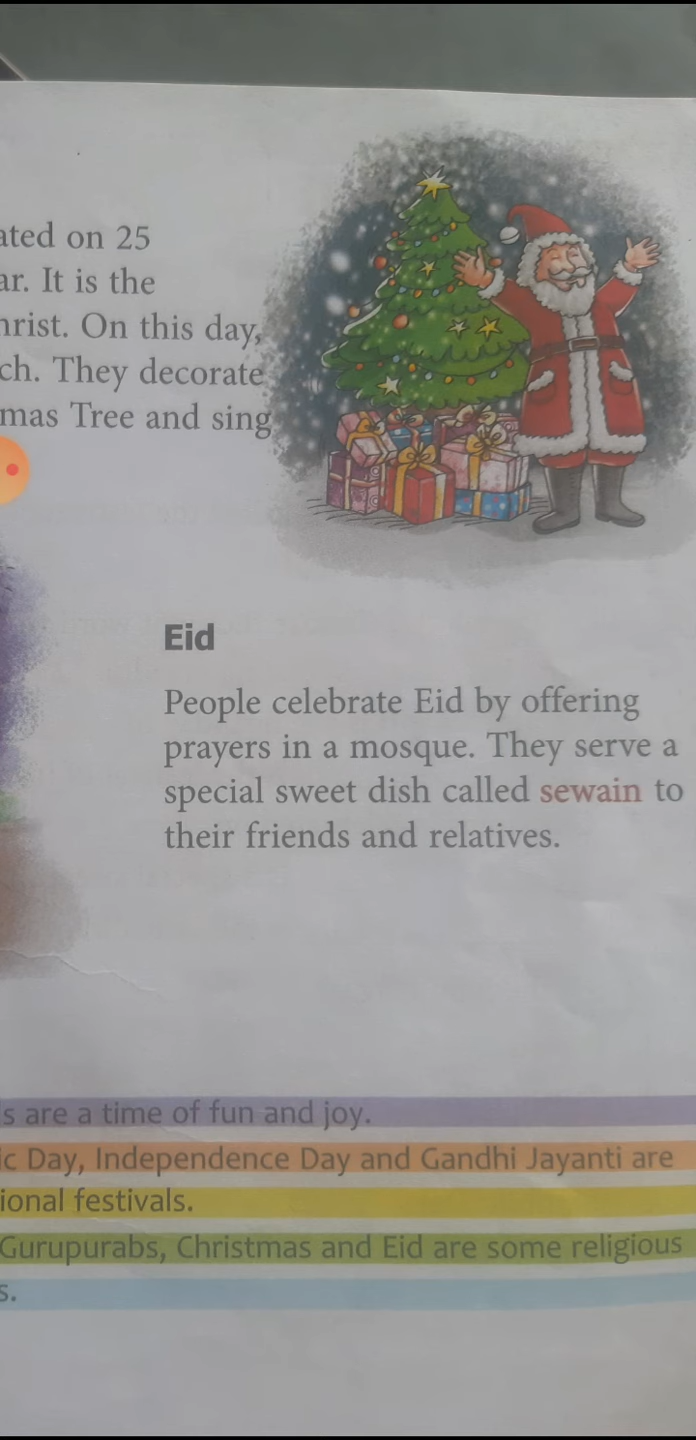 ated on 25
ar. It is the
hrist. On this day,
ch. They decorate
mas Tree and sing
Eid
People celebrate Eid by offering
prayers in a mosque. They serve a
special sweet dish called sewain to
their friends and relatives.
s are a time of fun and joy.
ic Day, Independence Day and Gandhi Jayanti are
ional festivals.
Gurupurabs, Christmas and Eid are some religious
s.